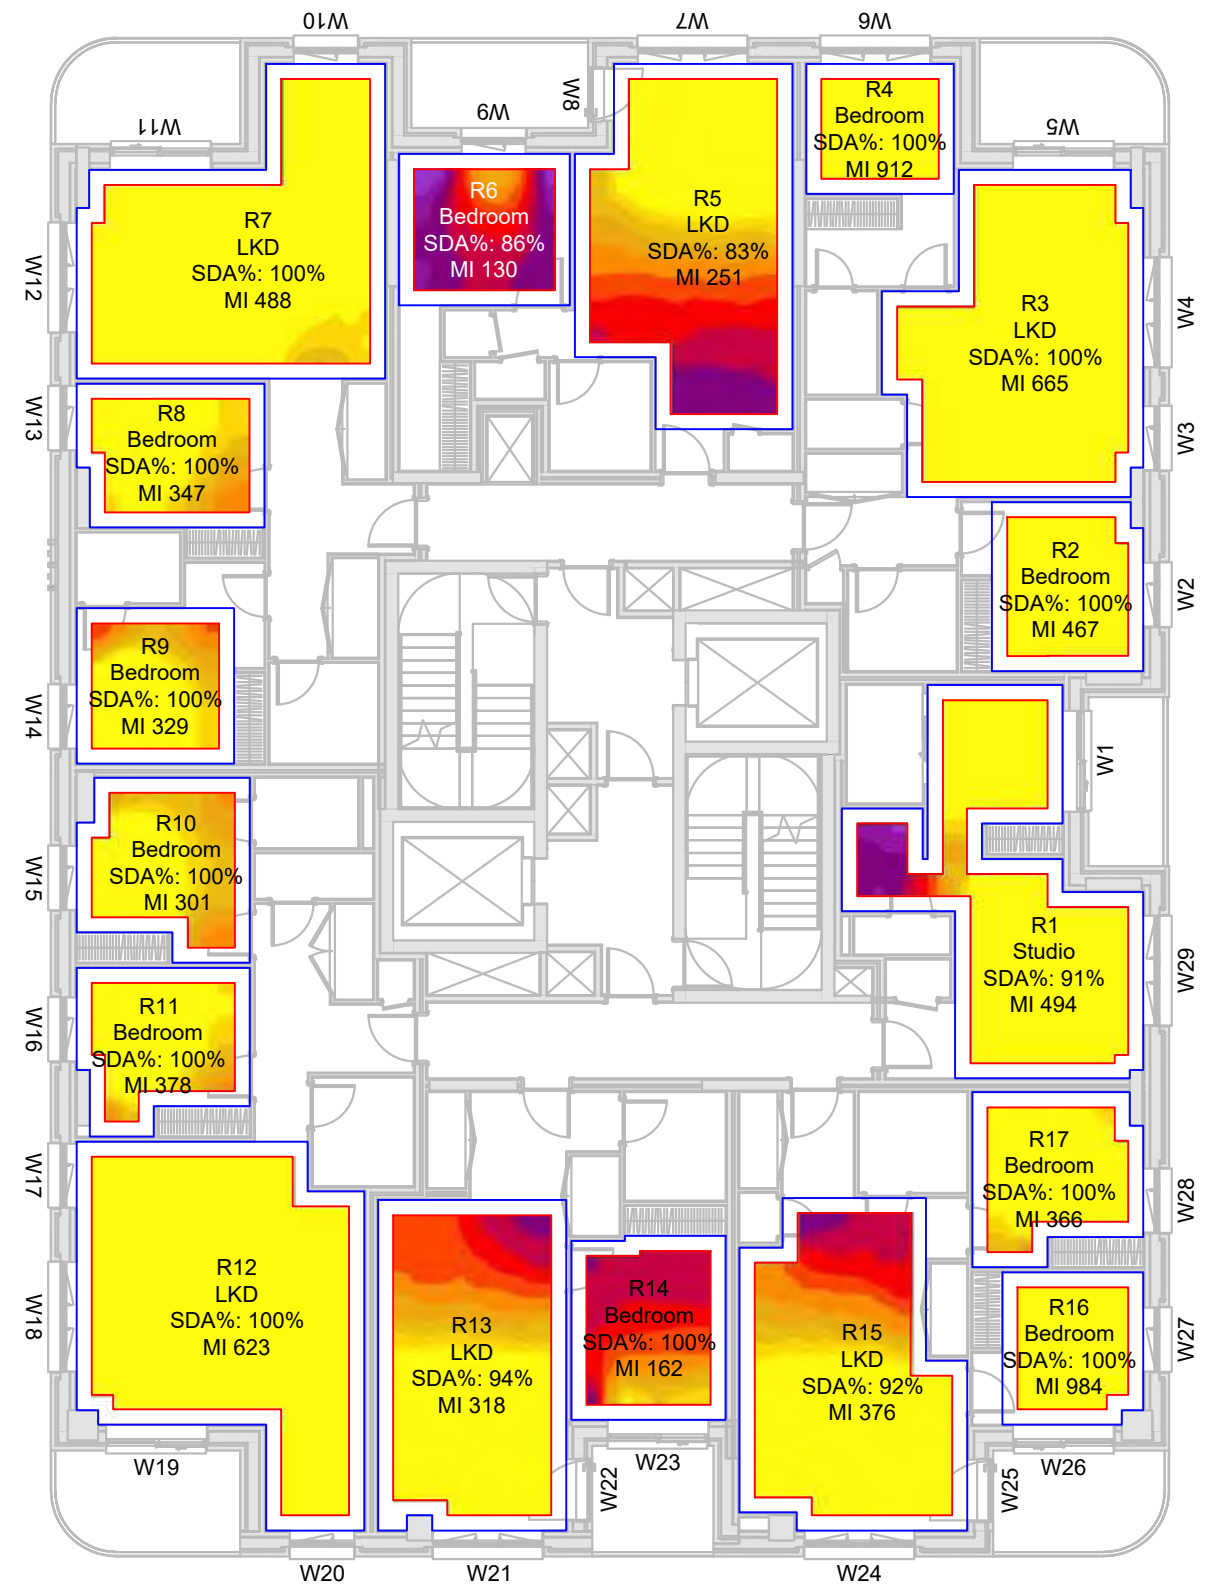 W10
W7
W6
W11
W9
W8
W5
R4
Bedroom
SDA%: 100%
MI 912
R6
Bedroom
SDA%: 86%
MI 130
R5
LKD
SDA%: 83%
MI 251
R7
LKD
SDA%: 100%
MI 488
W12
R3
LKD
SDA%: 100%
MI 665
W4
W13
R8
Bedroom
SDA%: 100%
MI 347
W3
R2
Bedroom
SDA%: 100%
MI 467
W2
R9
Bedroom
SDA%: 100%
MI 329
W14
W1
R10
Bedroom
SDA%: 100%
MI 301
W15
R1
Studio
SDA%: 91%
MI 494
W29
R11
Bedroom
SDA%: 100%
MI 378
W16
R17
Bedroom
SDA%: 100%
MI 366
W17
W28
R12
LKD
SDA%: 100%
MI 623
W18
R13
LKD
SDA%: 94%
MI 318
R14
Bedroom
SDA%: 100%
MI 162
R15
LKD
SDA%: 92%
MI 376
R16
Bedroom
SDA%: 100%
MI 984
W27
W19
W22
W23
W25
W26
W20
W21
W24